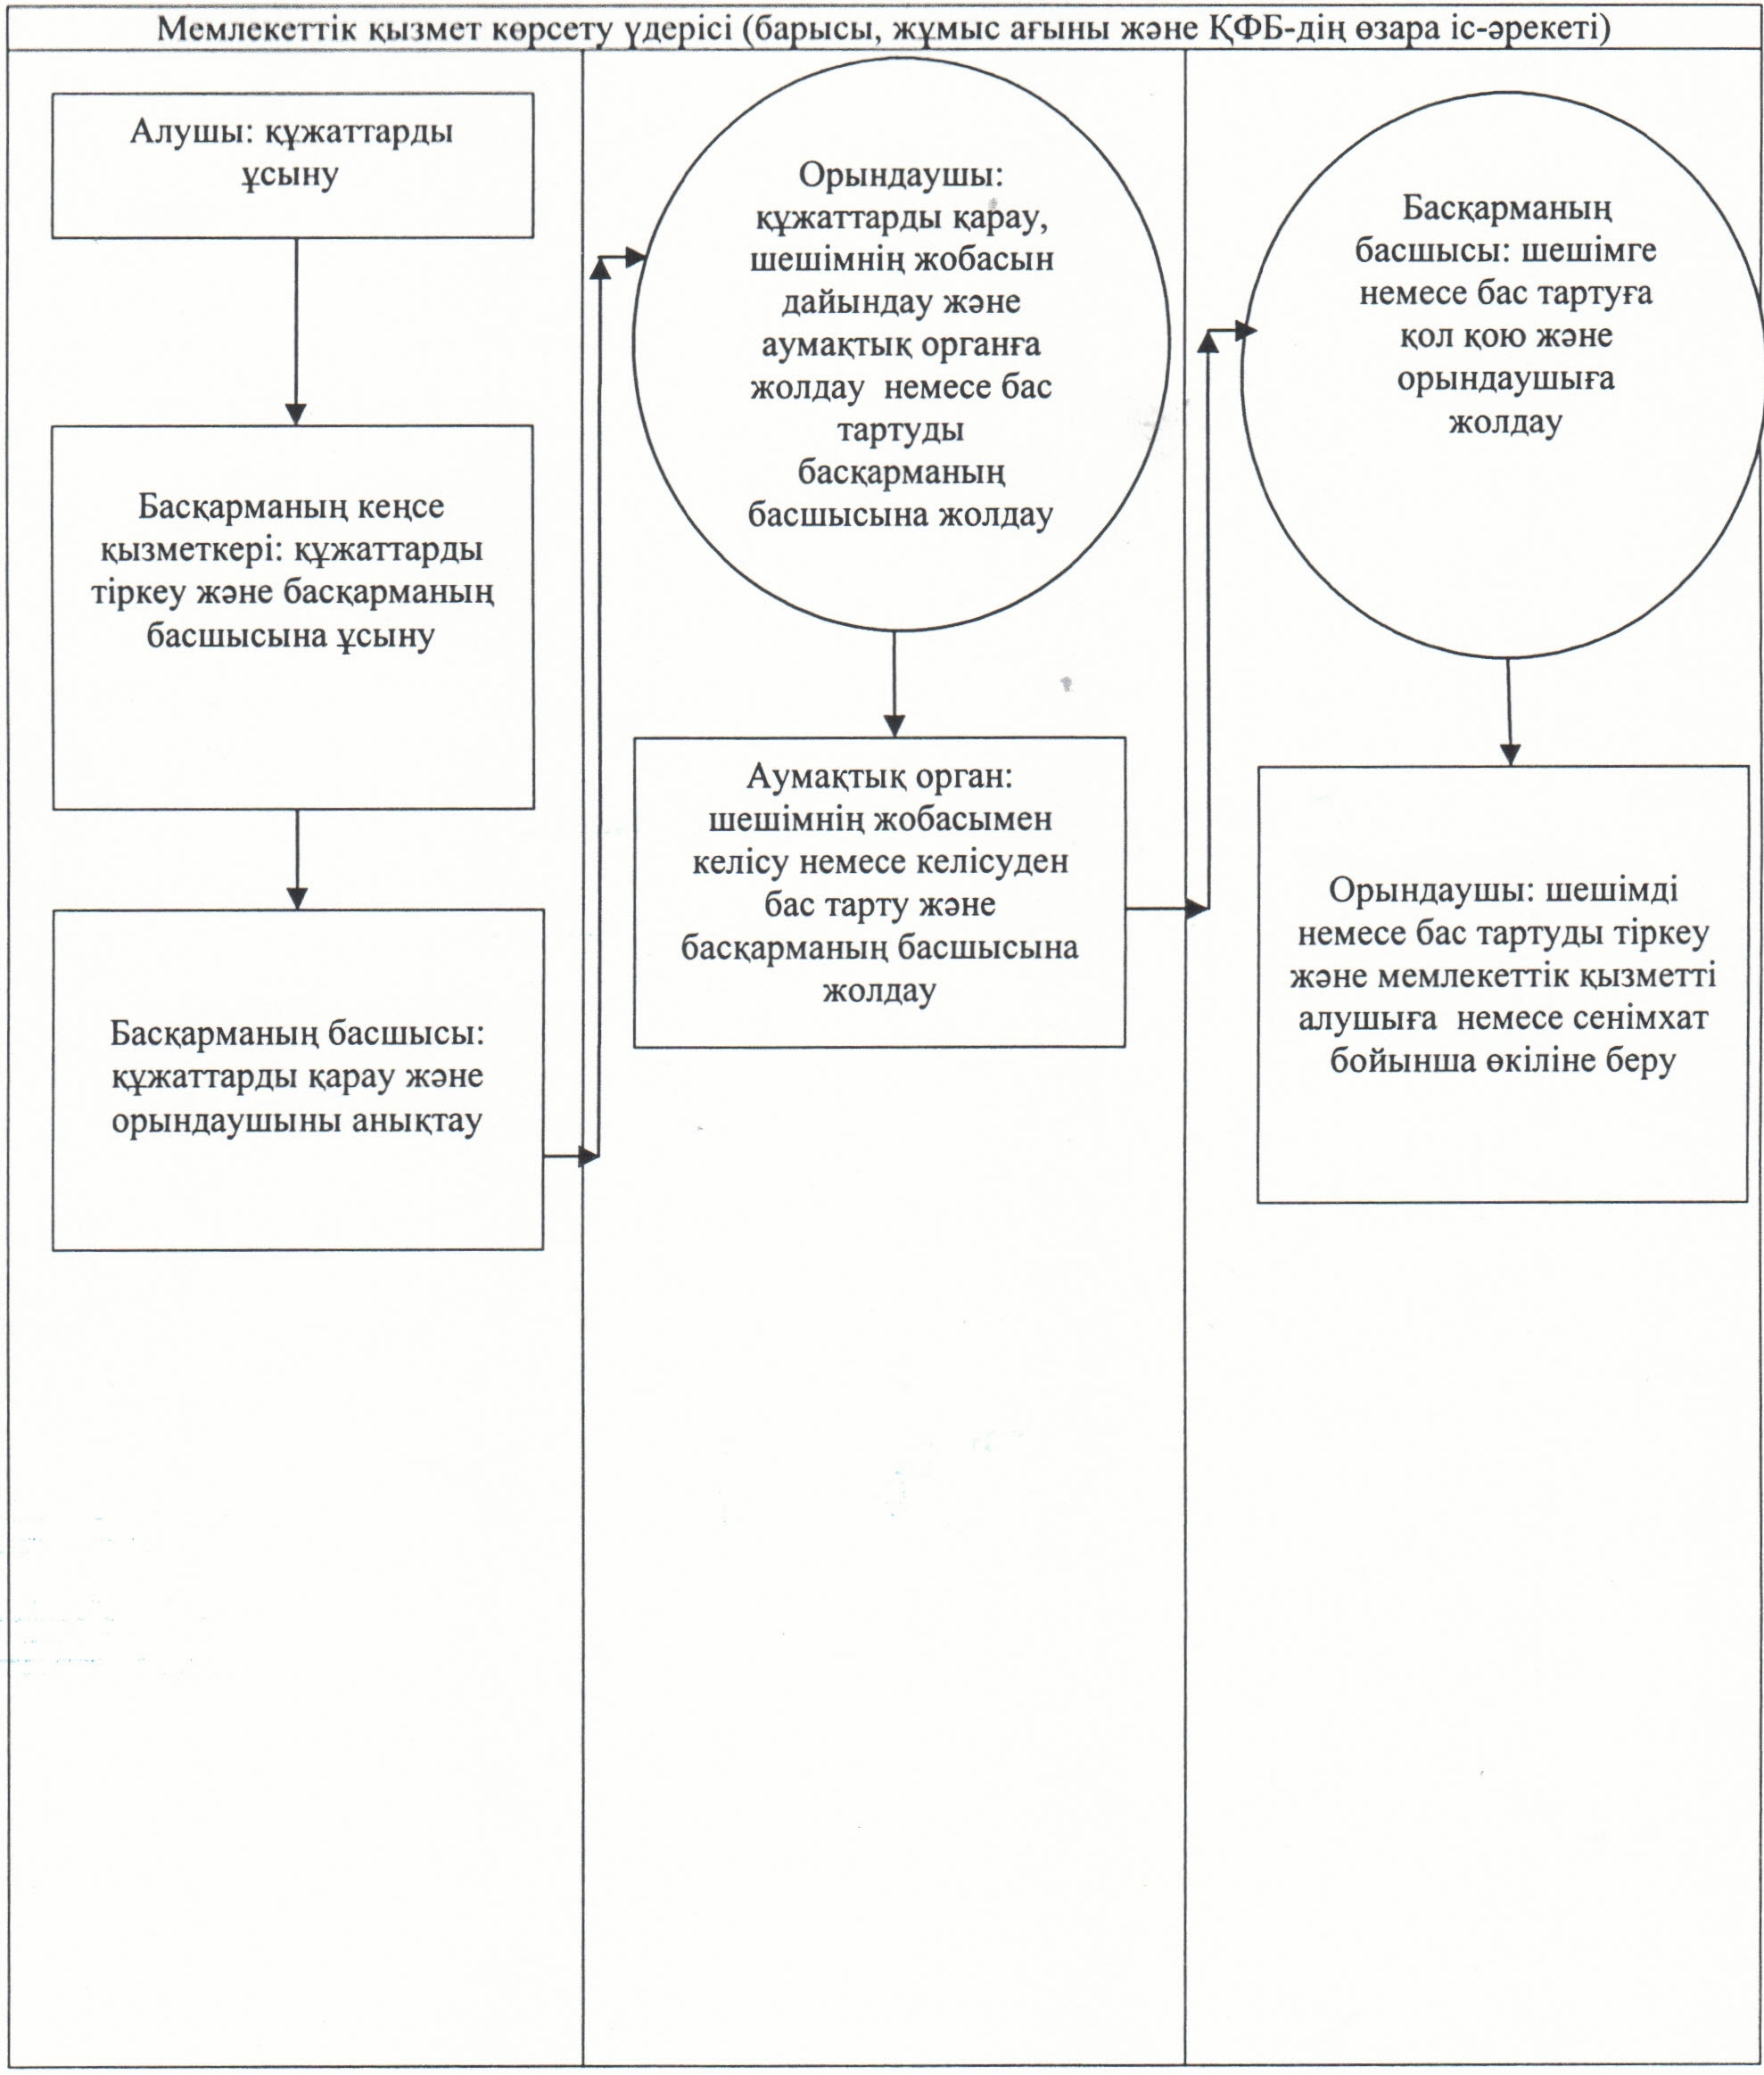 Мемлекеттік қызмет көрсету үдерісі (барысы, жұмыс ағыны және ҚФБ-дің өзара іс-әрекеті)
Алушы: құжаттарды
ұсыну
Басқарманың кеңсе
қызметкері: құжаттарды
тіркеу және басқарманың
басшысына ұсыну
Басқарманың басшысы:
құжаттарды қарау және
орындаушыны анықтау
Орындаушы:
құжаттарды қарау,
шешімнің жобасын
дайындау және
аумақтық органға
жолдау немесе бас
тартуды
басқарманың
басшысына жолдау
Аумақтық орган:
шешімнің жобасымен
келісу немесе келісуден
бас тарту және
басқарманың басшысына
жолдау
Басқарманың
басшысы: шешімге
немесе бас тартуға
қол қою және
орындаушыға
жолдау
Орындаушы: шешімді
немесе бас тартуды тіркеу
және мемлекеттік қызметті
алушыға немесе сенімхат
бойынша өкіліне беру